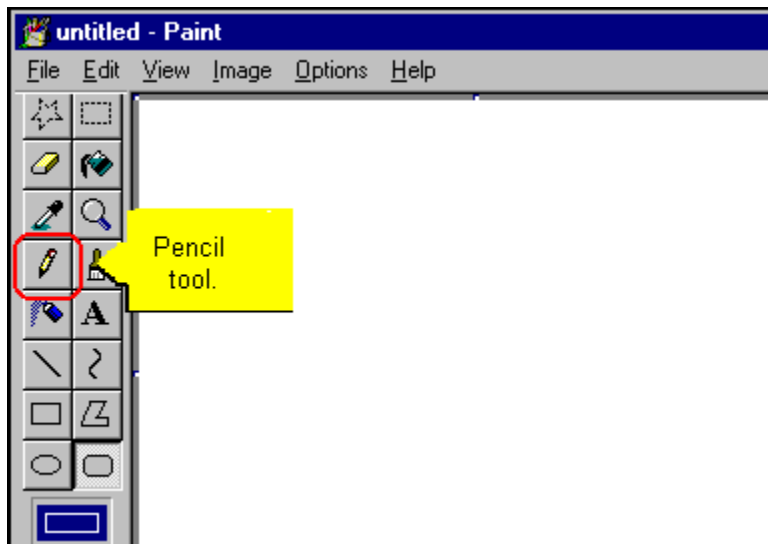 untitled - Paint
File Edit View Image Options Help
Pencil
tool.
A